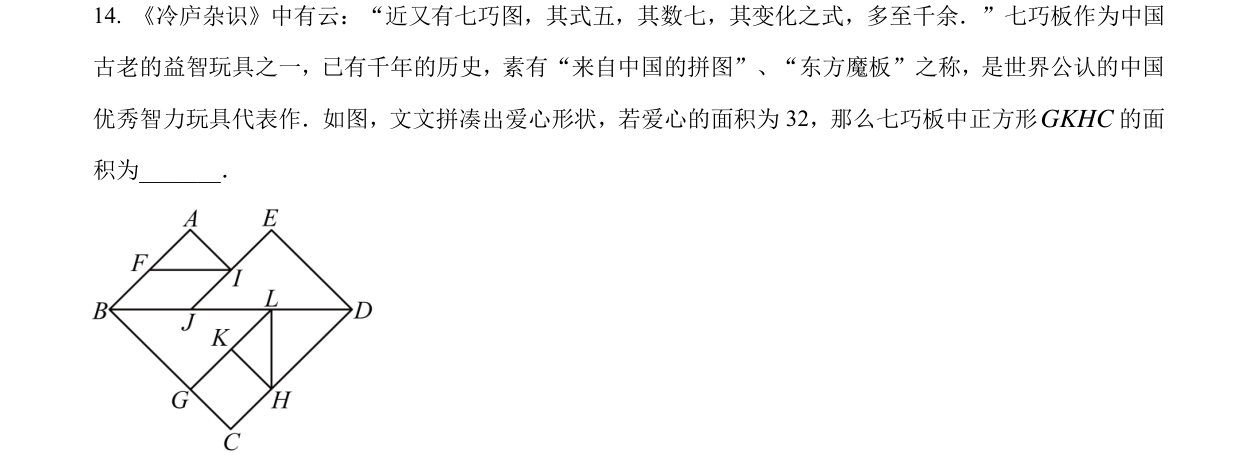 14. 《冷庐杂识》中有云：“近又有七巧图，其式五，其数七，其变化之式，多至千余．”七巧板作为中国
古老的益智玩具之一，已有千年的历史，素有“来自中国的拼图”、“东方魔板”之称，是世界公认的中国
优秀智力玩具代表作．如图，文文拼凑出爱心形状，若爱心的面积为 32，那么七巧板中正方形 GKHC 的面
积为_______．
A E
F I
B J L D
K
G H
C